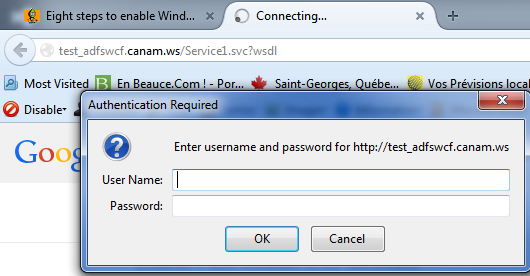 Eight steps to enable Wind...
Connecting...
test_adfswcf.canam.ws/Service1.svc?wsdl
Most Visited
En Beauce.Com ! - Por...
Saint-Georges, Québe...
Vos Prévisions local
Disable
Authentication Required
Goog
Enter username and password for http://test_adfswcf.canam.ws
User Name:
Password:
OK
Cancel